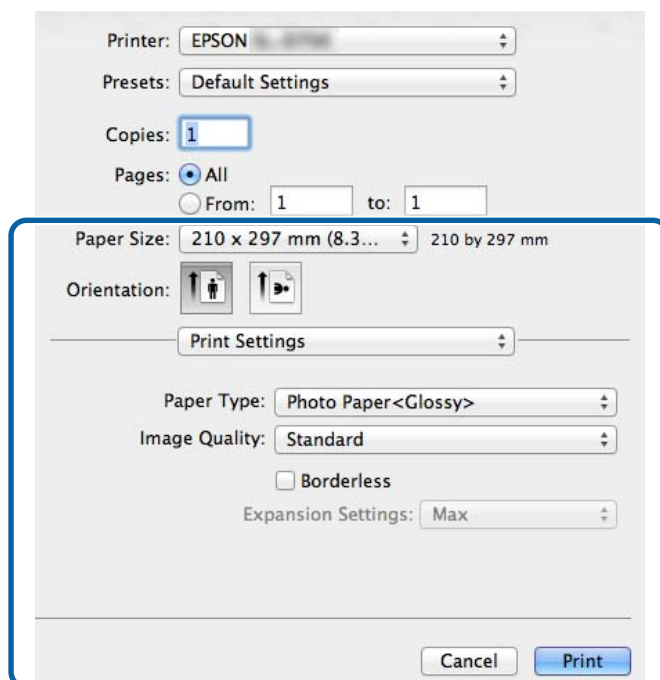 Printer: EPSON
Presets: Default Settings
Copies: 1
Pages: All
From: 1 to: 1
Paper Size: 210 x 297 mm (8.3... 210 by 297 mm
Orientation:
Print Settings
Paper Type: Photo Paper<Glossy>
Image Quality: Standard
Borderless
Expansion Settings: Max
Cancel Print